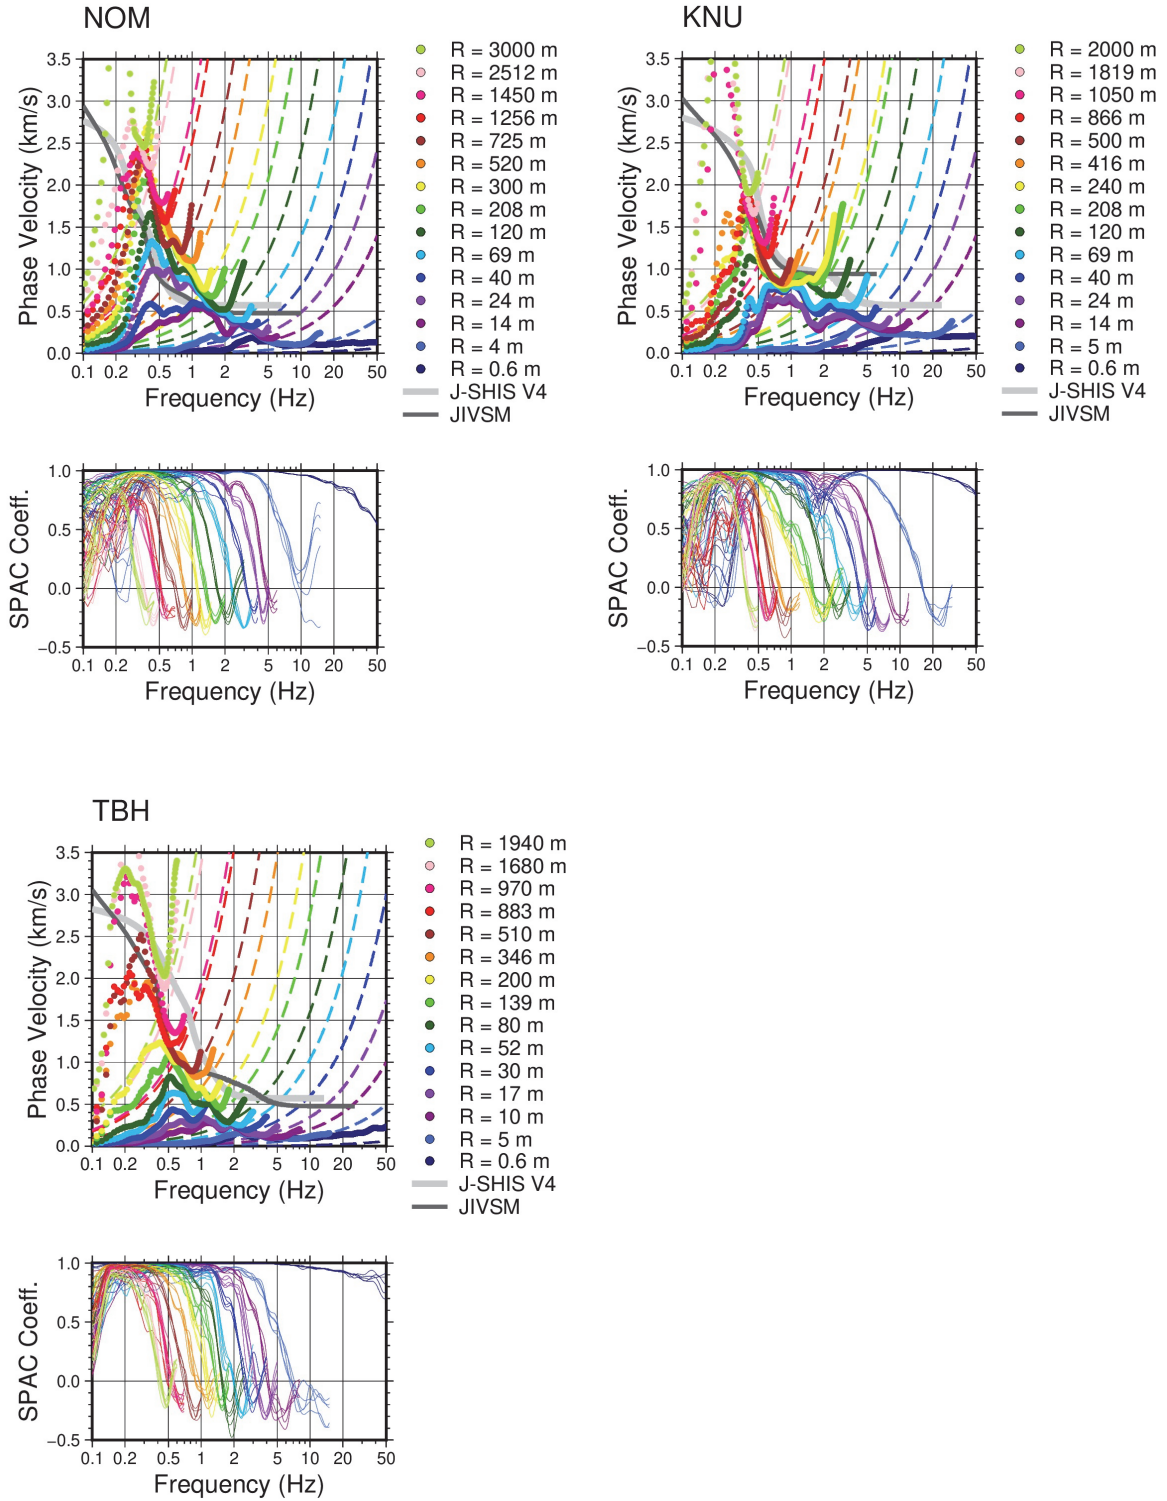 NOM
3.5
3.0
2.5
2.0
1.5
1.0
0.5
0.0
Phase Velocity (km/s)
0.1 0.2 0.5 1 2 5 10 20 50
Frequency (Hz)
R = 3000 m
R = 2512 m
R = 1450 m
R = 1256 m
R = 725 m
R = 520 m
R = 300 m
R = 208 m
R = 120 m
R = 69 m
R = 40 m
R = 24 m
R = 14 m
R = 4 m
R = 0.6 m
J-SHIS V4
JIVSM
1.0
0.5
0.0
−0.5
SPAC Coeff.
0.1 0.2 0.5 1 2 5 10 20 50
Frequency (Hz)
KNU
3.5
3.0
2.5
2.0
1.5
1.0
0.5
0.0
Phase Velocity (km/s)
0.1 0.2 0.5 1 2 5 10 20 50
Frequency (Hz)
R = 2000 m
R = 1819 m
R = 1050 m
R = 866 m
R = 500 m
R = 416 m
R = 240 m
R = 208 m
R = 120 m
R = 69 m
R = 40 m
R = 24 m
R = 14 m
R = 5 m
R = 0.6 m
J-SHIS V4
JIVSM
1.0
0.5
0.0
−0.5
SPAC Coeff.
0.1 0.2 0.5 1 2 5 10 20 50
Frequency (Hz)
TBH
3.5
3.0
2.5
2.0
1.5
1.0
0.5
0.0
Phase Velocity (km/s)
0.1 0.2 0.5 1 2 5 10 20 50
Frequency (Hz)
R = 1940 m
R = 1680 m
R = 970 m
R = 883 m
R = 510 m
R = 346 m
R = 200 m
R = 139 m
R = 80 m
R = 52 m
R = 30 m
R = 17 m
R = 10 m
R = 5 m
R = 0.6 m
J-SHIS V4
JIVSM
1.0
0.5
0.0
−0.5
SPAC Coeff.
0.1 0.2 0.5 1 2 5 10 20 50
Frequency (Hz)